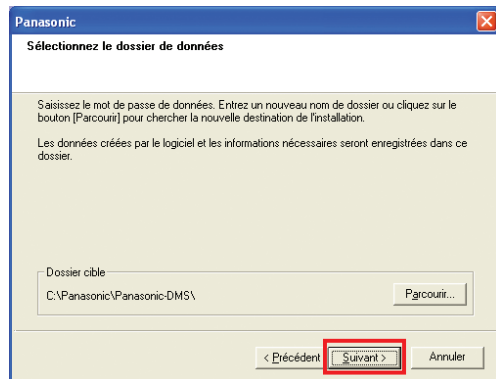 Panasonic
Sélectionnez le dossier de données
Saisissez le mot de passe de données. Entrez un nouveau nom de dossier ou cliquez sur le
bouton [Parcourir] pour chercher la nouvelle destination de l'installation.
Les données créées par le logiciel et les informations nécessaires seront enregistrées dans ce
dossier.
Dossier cible
C:\Panasonic\Panasonic-DMS\
Parcourir...
< Précédent
Suivant >
Annuler